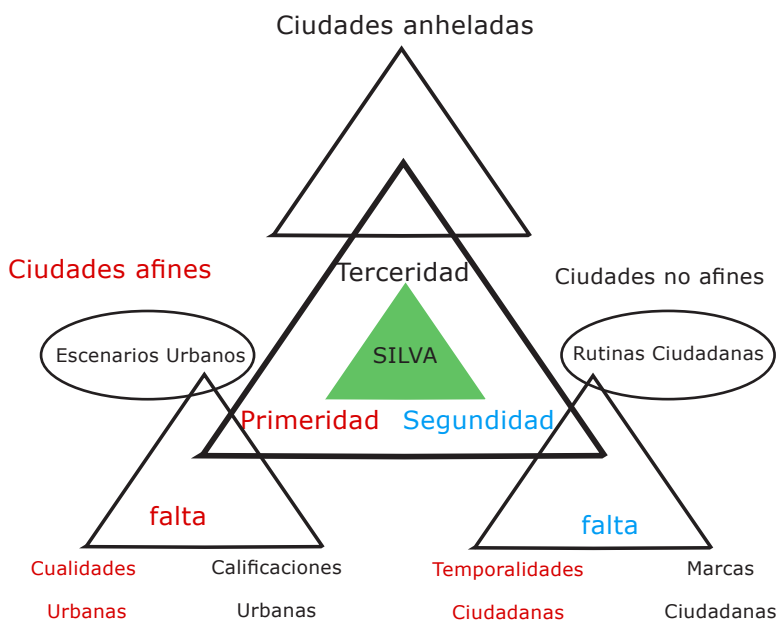 Ciudades anheladas
Ciudades afines
Terceridad
Ciudades no afines
Escenarios Urbanos
SILVA
Rutinas Ciudadanas
Primeridad
Segundidad
falta
falta
Cualidades
Urbanas
Calificaciones
Urbanas
Temporalidades
Ciudadanas
Marcas
Ciudadanas